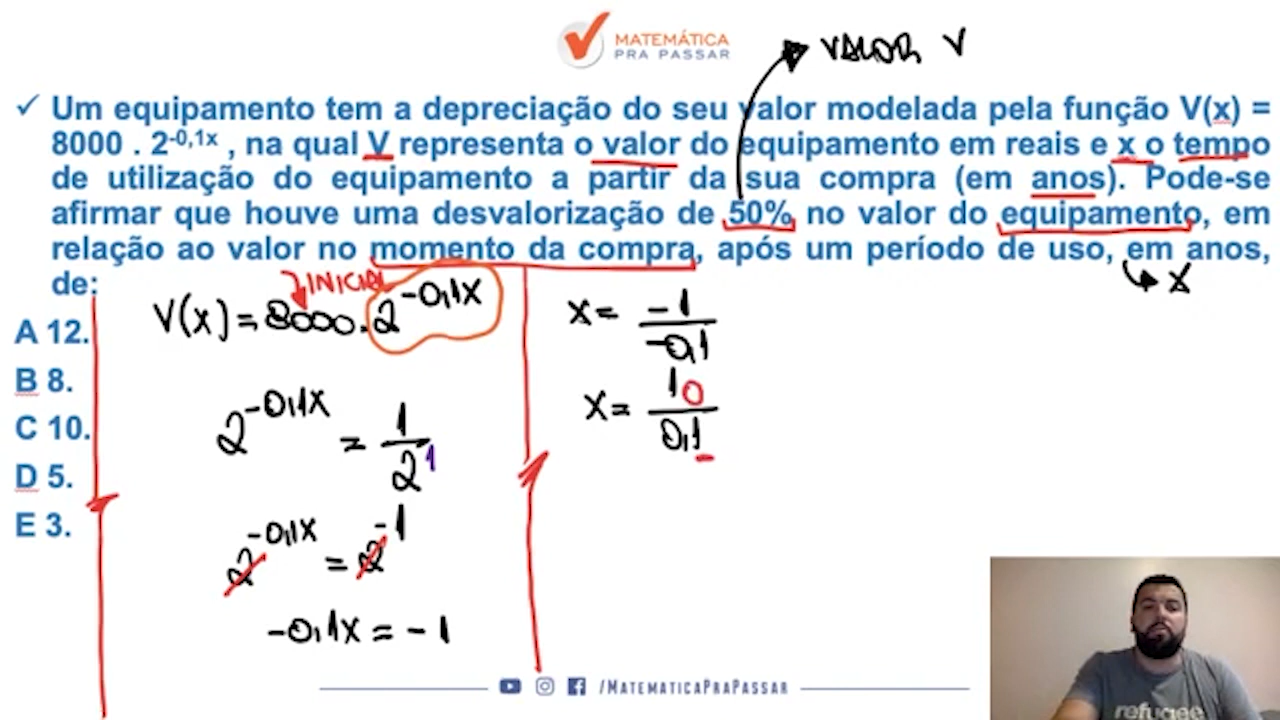 MATEMÁTICA
PRA PASSAR
VALOR V
✓ Um equipamento tem a depreciação do seu valor modelada pela função V(x) =
8000 . 2^-0,1x , na qual V representa o valor do equipamento em reais e x o tempo
de utilização do equipamento a partir da sua compra (em anos). Pode-se
afirmar que houve uma desvalorização de 50% no valor do equipamento, em
relação ao valor no momento da compra, após um período de uso, em anos,
de:
X
INICIAL
A 12.
B 8.
C 10.
D 5.
E 3.
V(x) = 8000 . 2^-0,1x
2^-0,1x = 1/2^1
2^-0,1x = 2^-1
-0,1x = -1
x = -1/-0,1
x = 10/0,1
/MatematicaPraPassar
refugee